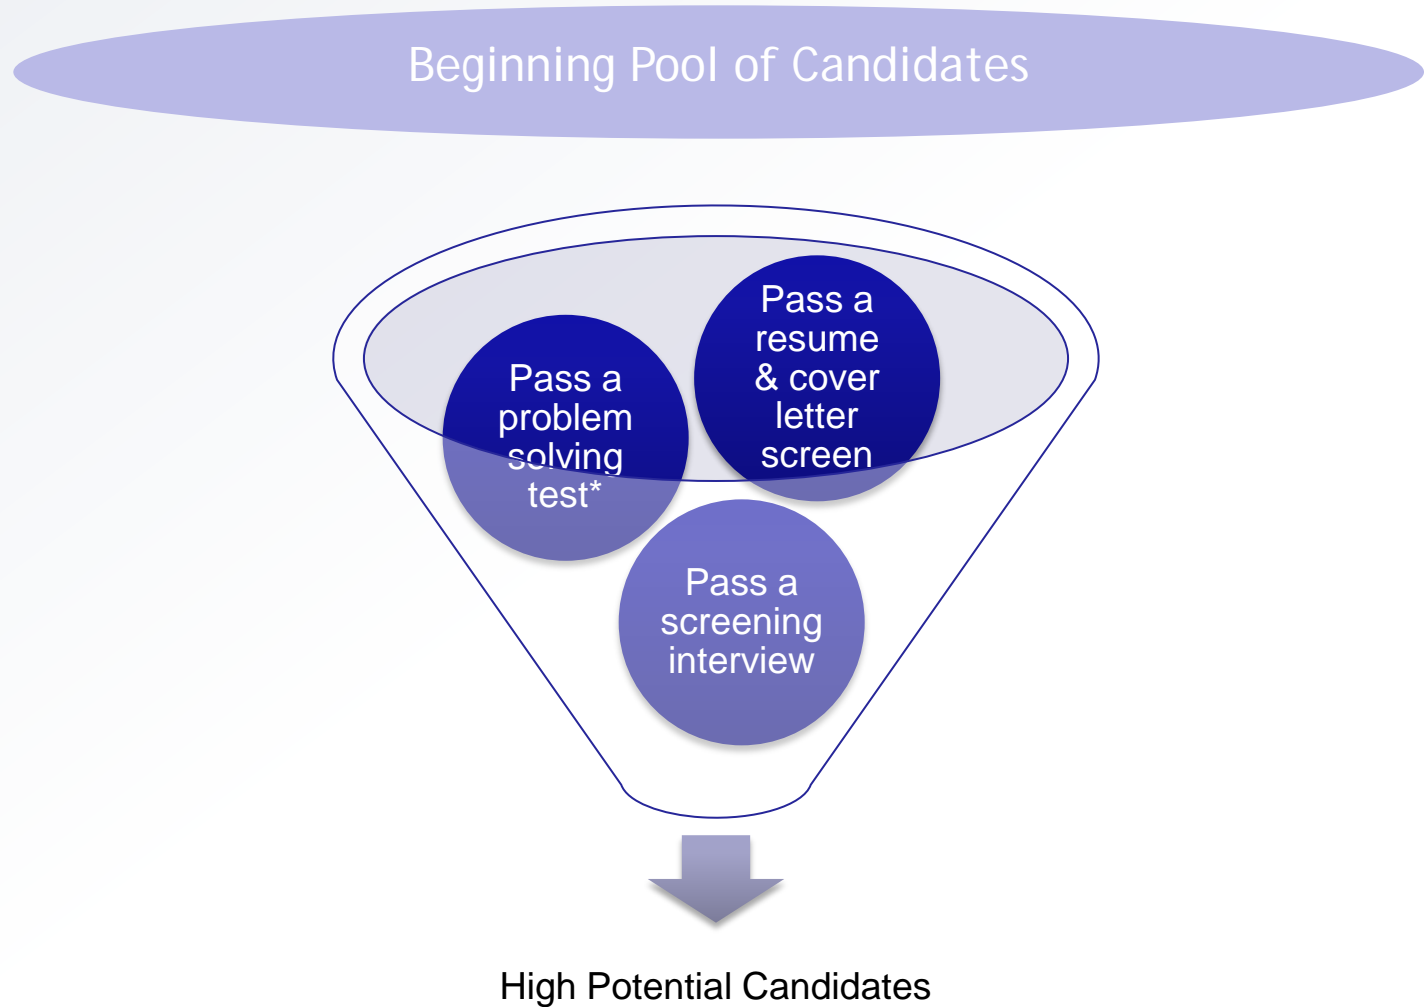 Beginning Pool of Candidates
Pass a
resume
& cover
letter
screen
Pass a
problem
solving
test*
Pass a
screening
interview
High Potential Candidates